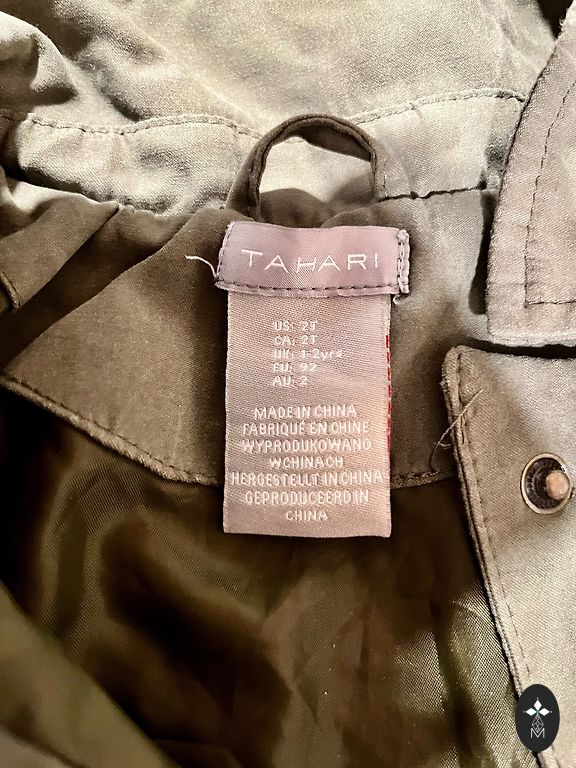 TAHARI
US: 2T
CA: 2T
UK: 1-2yrs
EU: 92
AU: 2
MADE IN CHINA
FABRIQUÉ EN CHINE
WYPRODUKOWANO
W CHINACH
HERGESTELLT IN CHINA
GEPRODUCEERD IN
CHINA
M